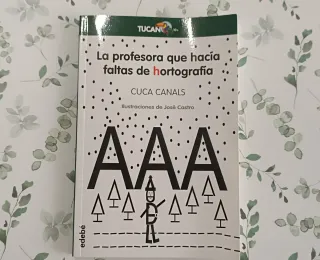 TUCAN
La profesora que hacía
faltas de hortografía
CUCA CANALS
Ilustraciones de José Castro
AAA
edebé